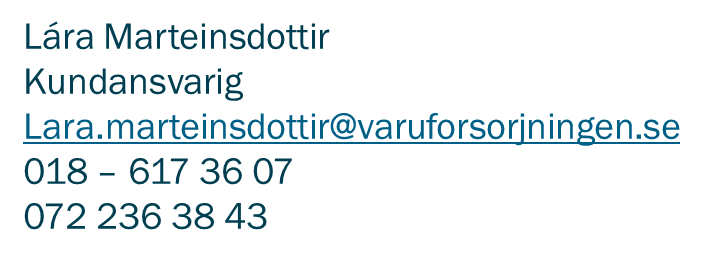 Lára Marteinsdottir
Kundansvarig
Lara.marteinsdottir@varuforsorjningen.se
018 – 617 36 07
072 236 38 43